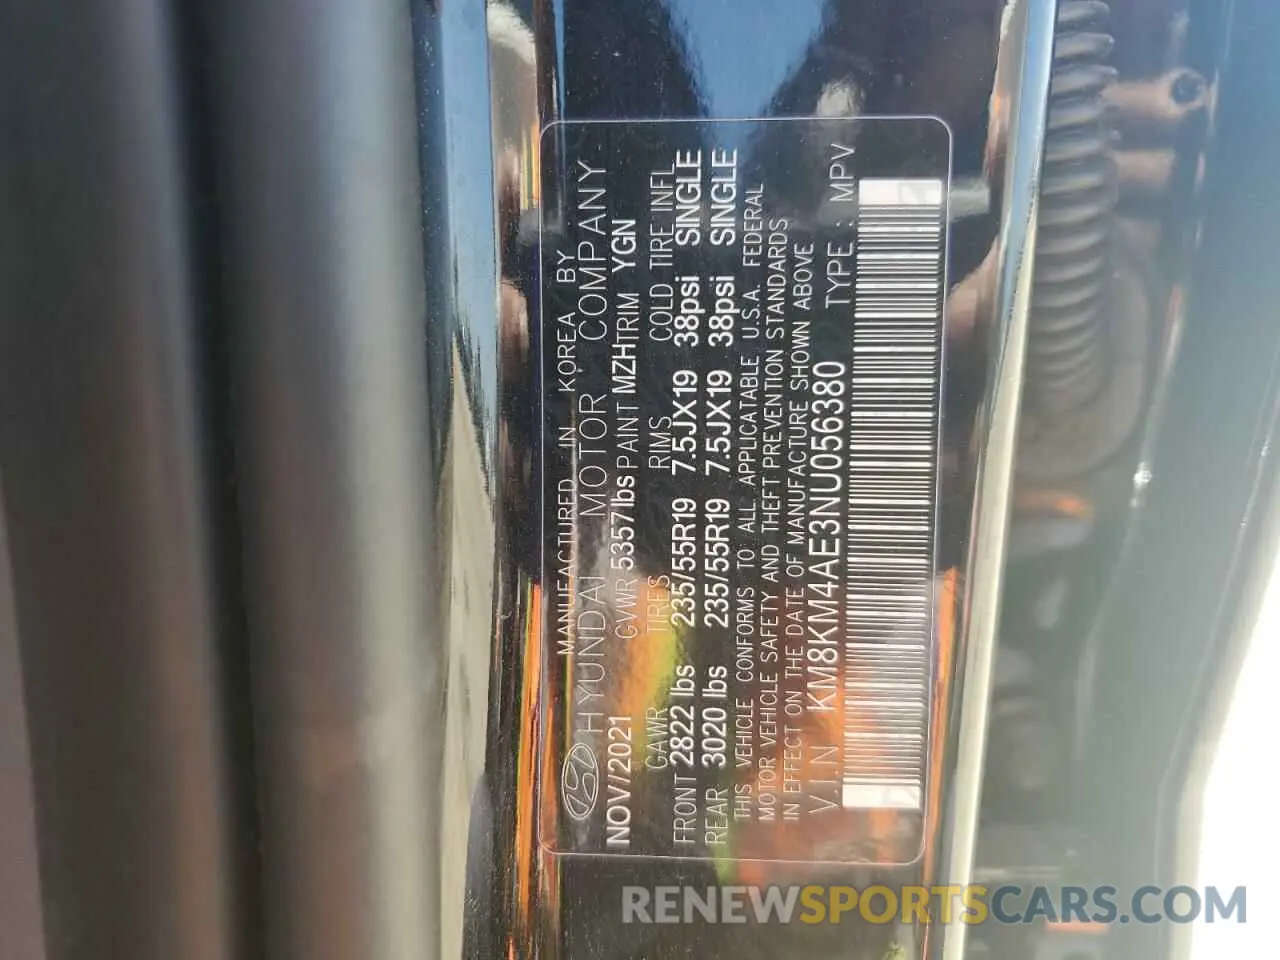 MANUFACTURED IN KOREA BY
HYUNDAI MOTOR COMPANY
NOV/2021 GVWR 5357lbs PAINT MZH TRIM YGN
GAWR TIRES RIMS COLD TIRE INFL
FRONT 2822 lbs 235/55R19 7.5JX19 38psi SINGLE
REAR 3020 lbs 235/55R19 7.5JX19 38psi SINGLE
THIS VEHICLE CONFORMS TO ALL APPLICATABLE U.S.A. FEDERAL
MOTOR VEHICLE SAFETY AND THEFT PREVENTION STANDARDS
IN EFFECT ON THE DATE OF MANUFACTURE SHOWN ABOVE
V.I.N KM8KM4AE3NU056380 TYPE : MPV
RENEWSPORTSCARS.COM